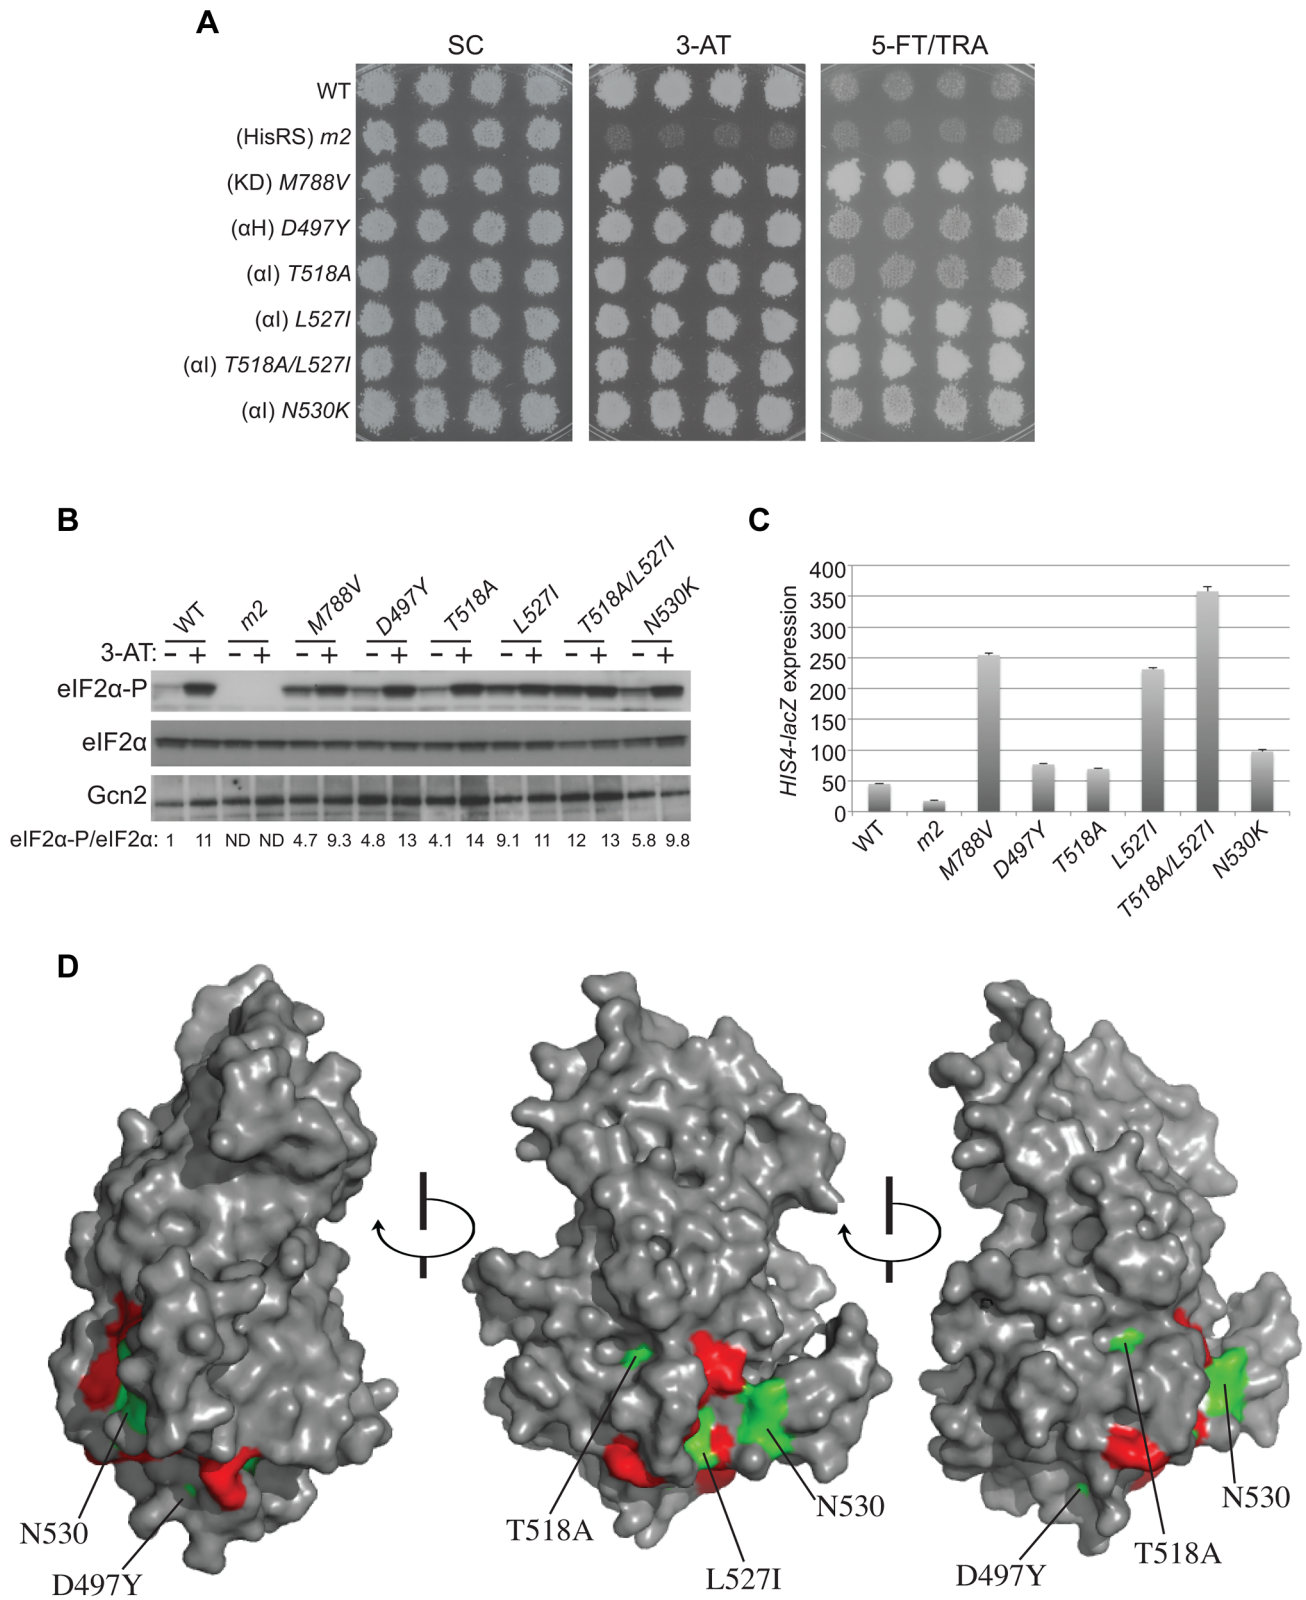 A
SC 3-AT 5-FT/TRA
WT
(HisRS) m2
(KD) M788V
(αH) D497Y
(αI) T518A
(αI) L527I
(αI) T518A/L527I
(αI) N530K
B
WT m2 M788V D497Y T518A L527I T518A/L527I N530K
3-AT: – + – + – + – + – + – + – + – +
eIF2α-P
eIF2α
Gcn2
eIF2α-P/eIF2α: 1 11 ND ND 4.7 9.3 4.8 13 4.1 14 9.1 11 12 13 5.8 9.8
C
HIS4-lacZ expression
400
350
300
250
200
150
100
50
0
WT m2 M788V D497Y T518A L527I T518A/L527I N530K
D
N530
D497Y
T518A
L527I
N530
D497Y
T518A
N530